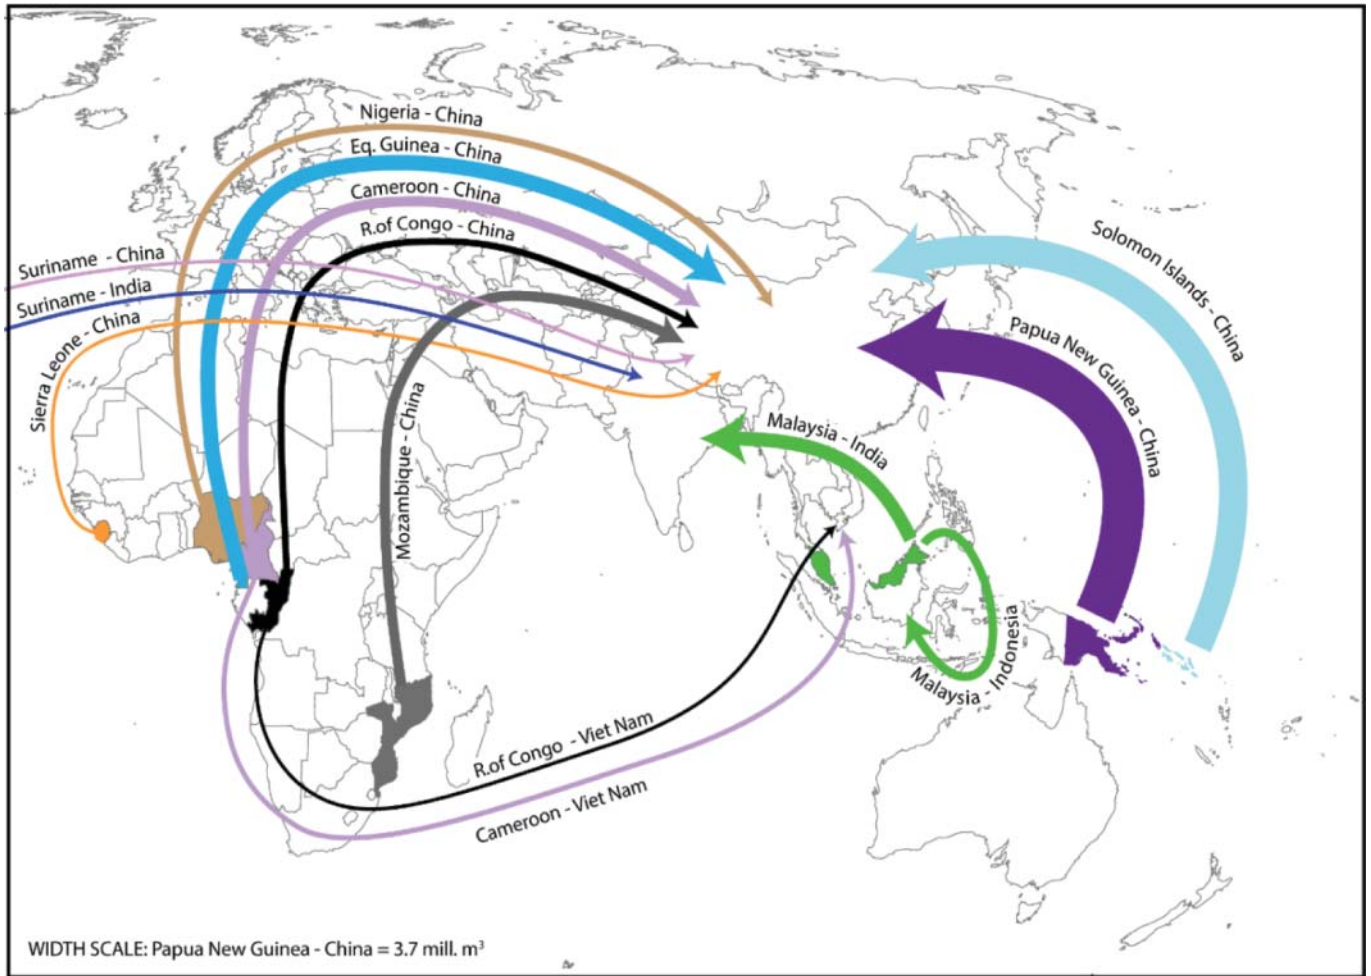 Nigeria - China
Eq. Guinea - China
Cameroon - China
R.of Congo - China
Suriname - China
Suriname - India
Sierra Leone - China
Mozambique - China
Solomon Islands - China
Papua New Guinea - China
Malaysia - India
Malaysia - Indonesia
R.of Congo - Viet Nam
Cameroon - Viet Nam
WIDTH SCALE: Papua New Guinea - China = 3.7 mill. m³